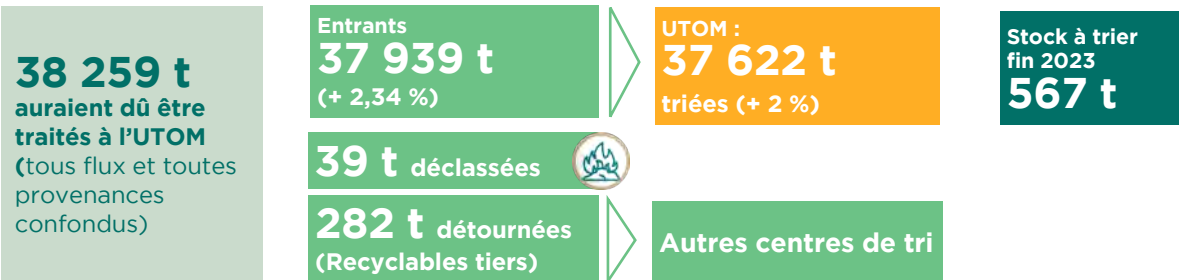 38 259 t
auraient dû être
traités à l'UTOM
(tous flux et toutes
provenances
confondus)
Entrants
37 939 t
(+ 2,34 %)
UTOM :
37 622 t
triées (+ 2 %)
Stock à trier
fin 2023
567 t
39 t déclassées
282 t détournées
(Recyclables tiers)
Autres centres de tri